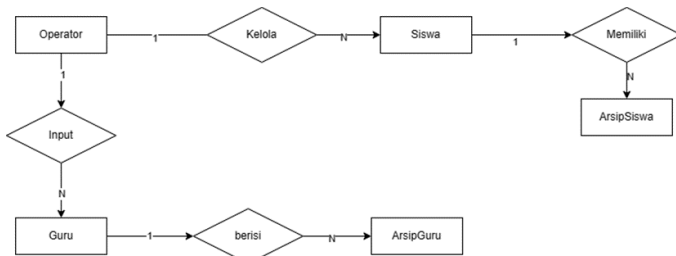 Operator
1
Kelola
N
Siswa
1
Memiliki
1
N
ArsipSiswa
Input
N
Guru
1
berisi
N
ArsipGuru